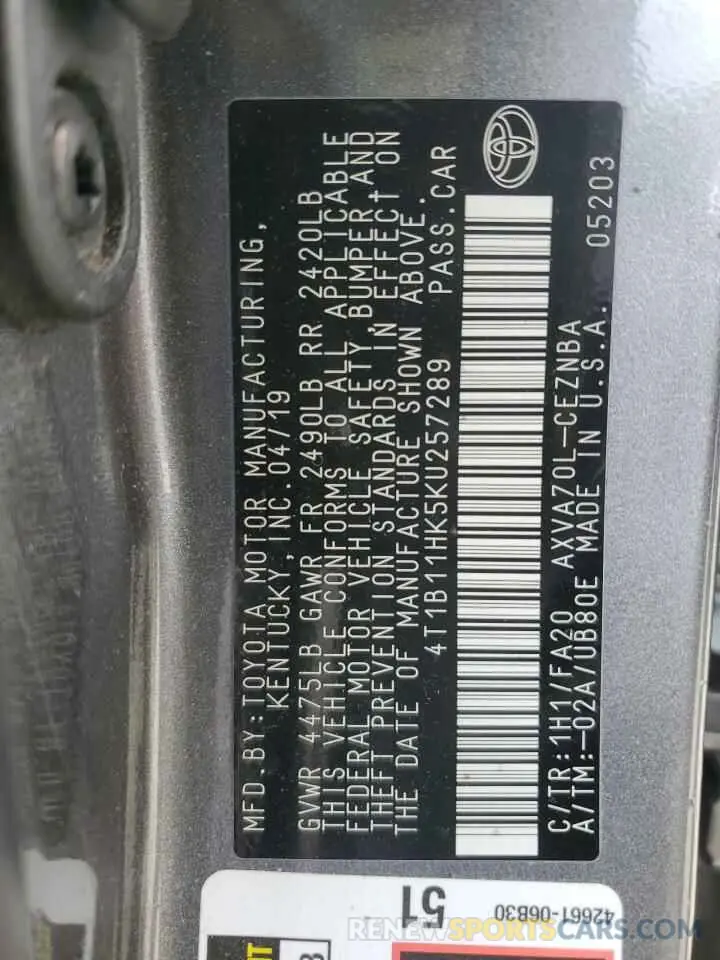 MFD.BY:TOYOTA MOTOR MANUFACTURING,
KENTUCKY,INC.04/19
GVWR 4475LB GAWR FR 2490LB RR 2420LB
THIS VEHICLE CONFORMS TO ALL APPLICABLE
FEDERAL MOTOR VEHICLE SAFETY,BUMPER AND
THEFT PREVENTION STANDARDS IN EFFECT ON
THE DATE OF MANUFACTURE SHOWN ABOVE.
4T1B11HK5KU257289 PASS.CAR
C/TR:1H1/FA20 AXVA70L-CEZNBA
A/TM:-02A/UB80E MADE IN U.S.A. 05203
51
42661-06B30
RENEWSPORTSCARS.COM